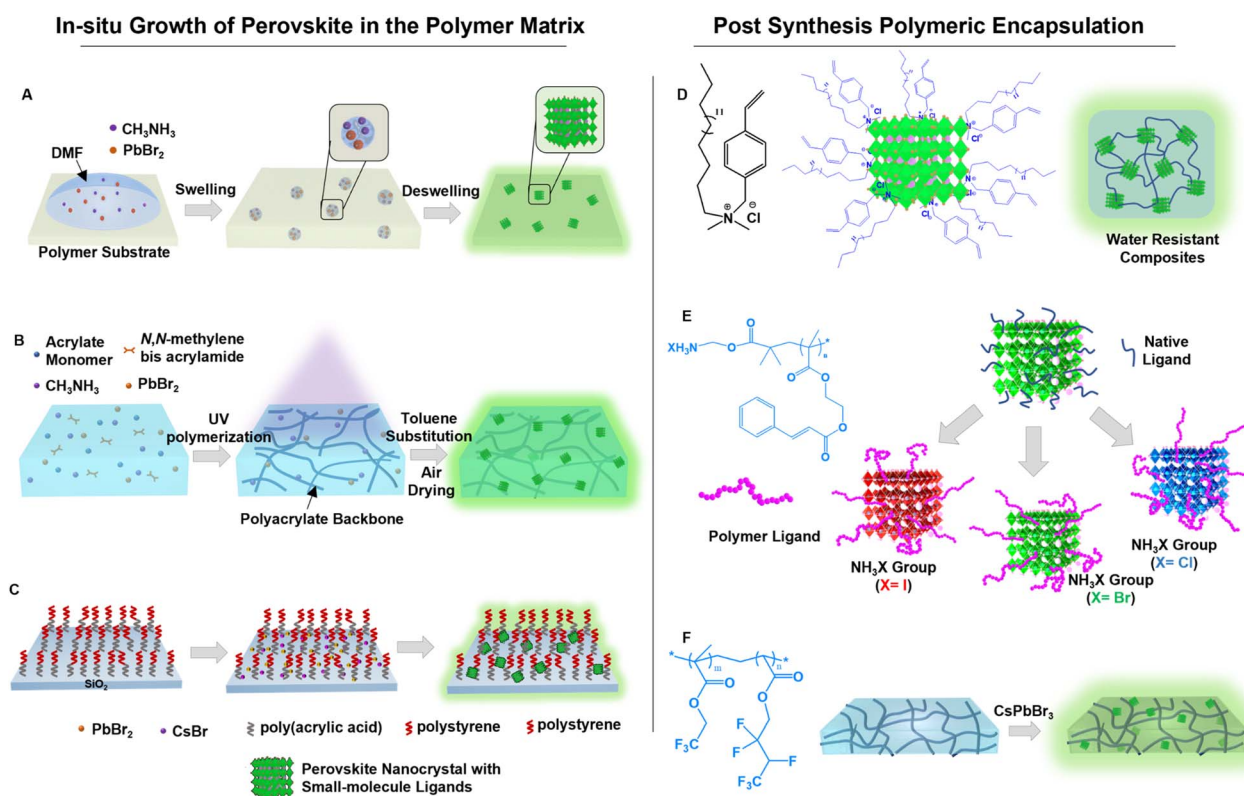 In-situ Growth of Perovskite in the Polymer Matrix
Post Synthesis Polymeric Encapsulation
A
CH3NH3
PbBr2
DMF
Swelling
Deswelling
Polymer Substrate
B
Acrylate
Monomer
N,N-methylene
bis acrylamide
CH3NH3
PbBr2
UV
polymerization
Toluene
Substitution
Air
Drying
Polyacrylate Backbone
C
SiO2
PbBr2
CsBr
poly(acrylic acid)
polystyrene
polystyrene
Perovskite Nanocrystal with
Small-molecule Ligands
D
11
N
Cl
Water Resistant
Composites
E
XH3N
O
O
*
n
O
O
O
O
Native
Ligand
Polymer Ligand
NH3X Group
(X= I)
NH3X Group
(X= Br)
NH3X Group
(X= Cl)
F
*
m
n
*
O
O
O
O
F3C
F
F
F
F3C
CsPbBr3